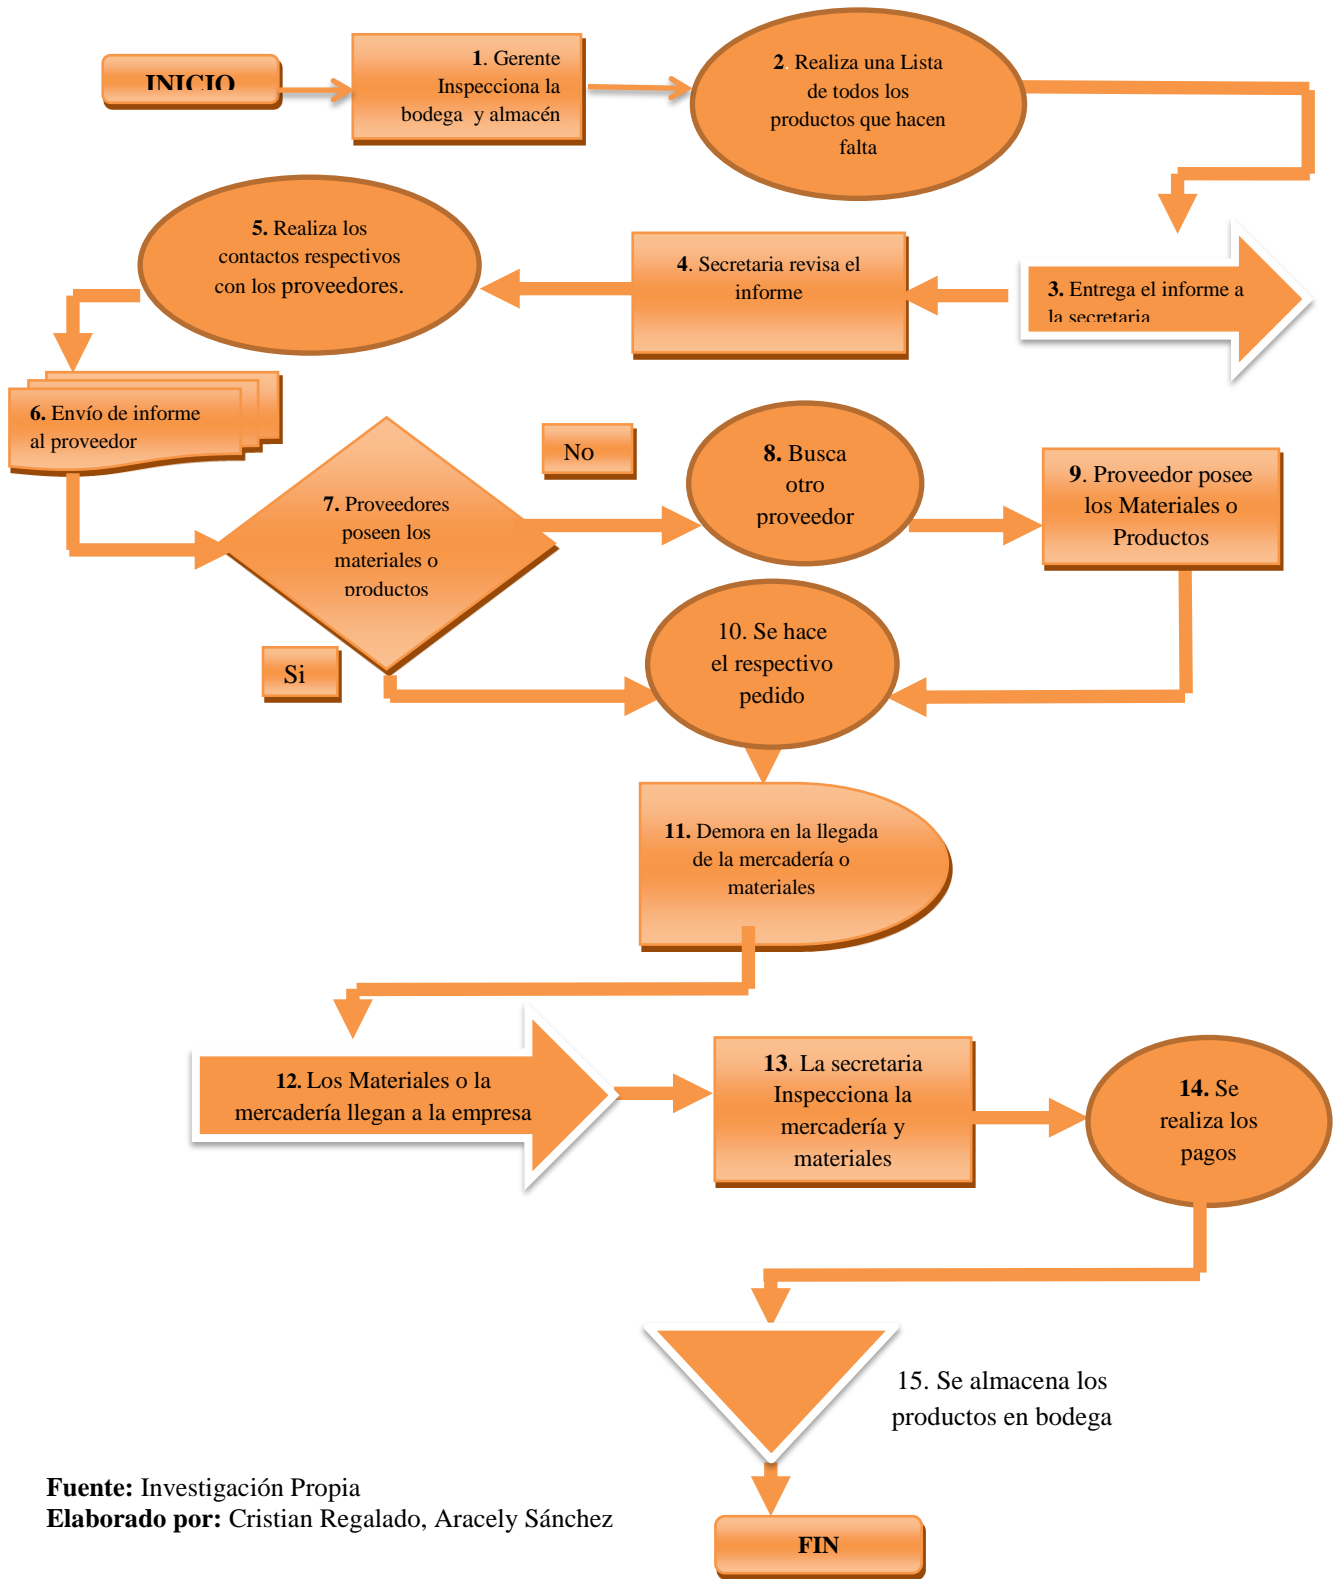 INICIO
1. Gerente
Inspecciona la
bodega y almacén
2. Realiza una Lista
de todos los
productos que hacen
falta
3. Entrega el informe a
la secretaria
4. Secretaria revisa el
informe
5. Realiza los
contactos respectivos
con los proveedores.
6. Envío de informe
al proveedor
7. Proveedores
poseen los
materiales o
productos
No
8. Busca
otro
proveedor
9. Proveedor posee
los Materiales o
Productos
Si
10. Se hace
el respectivo
pedido
11. Demora en la llegada
de la mercadería o
materiales
12. Los Materiales o la
mercadería llegan a la empresa
13. La secretaria
Inspecciona la
mercadería y
materiales
14. Se
realiza los
pagos
15. Se almacena los
productos en bodega
Fuente: Investigación Propia
Elaborado por: Cristian Regalado, Aracely Sánchez
FIN